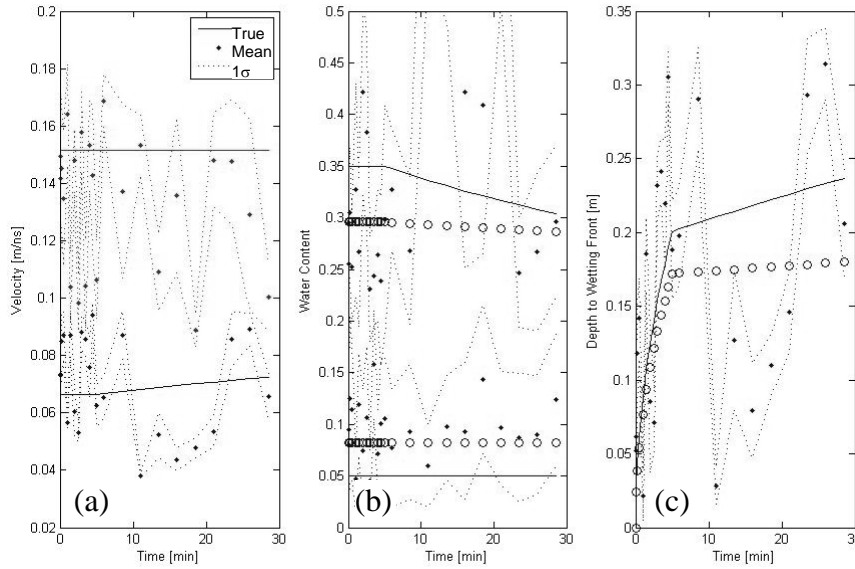 0.2
0.18
0.16
0.14
0.12
0.1
0.08
0.06
0.04
0.02
Velocity [m/ns]
True
Mean
1σ
(a)
0 10 20 30
Time [min]
0.5
0.45
0.4
0.35
0.3
0.25
0.2
0.15
0.1
0.05
0
Water Content
(b)
0 10 20 30
Time [min]
0.35
0.3
0.25
0.2
0.15
0.1
0.05
0
Depth to Wetting Front [m]
(c)
0 10 20 30
Time [min]